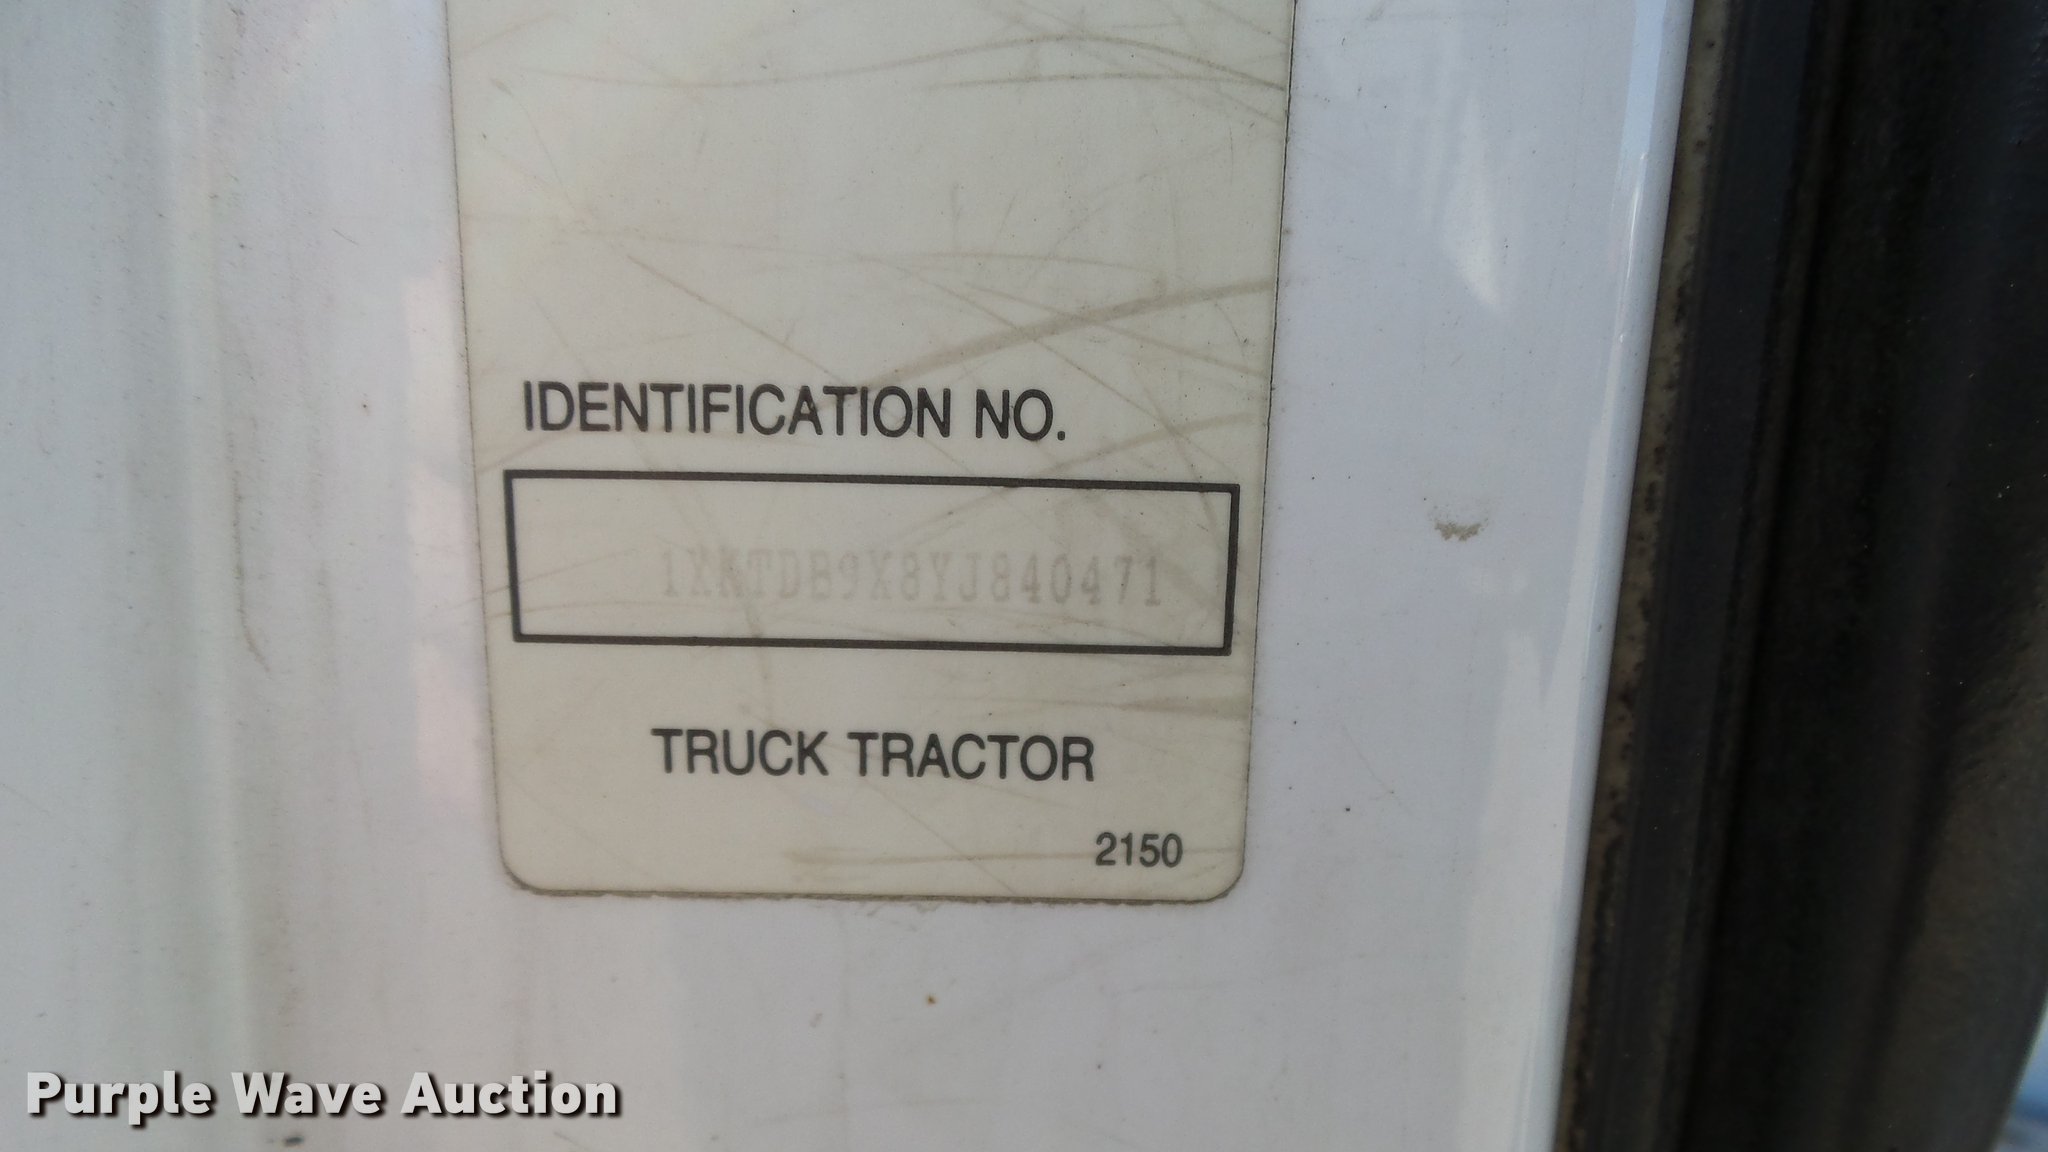 IDENTIFICATION NO.
1XKTDB9X8YJ840471
TRUCK TRACTOR
2150
Purple Wave Auction